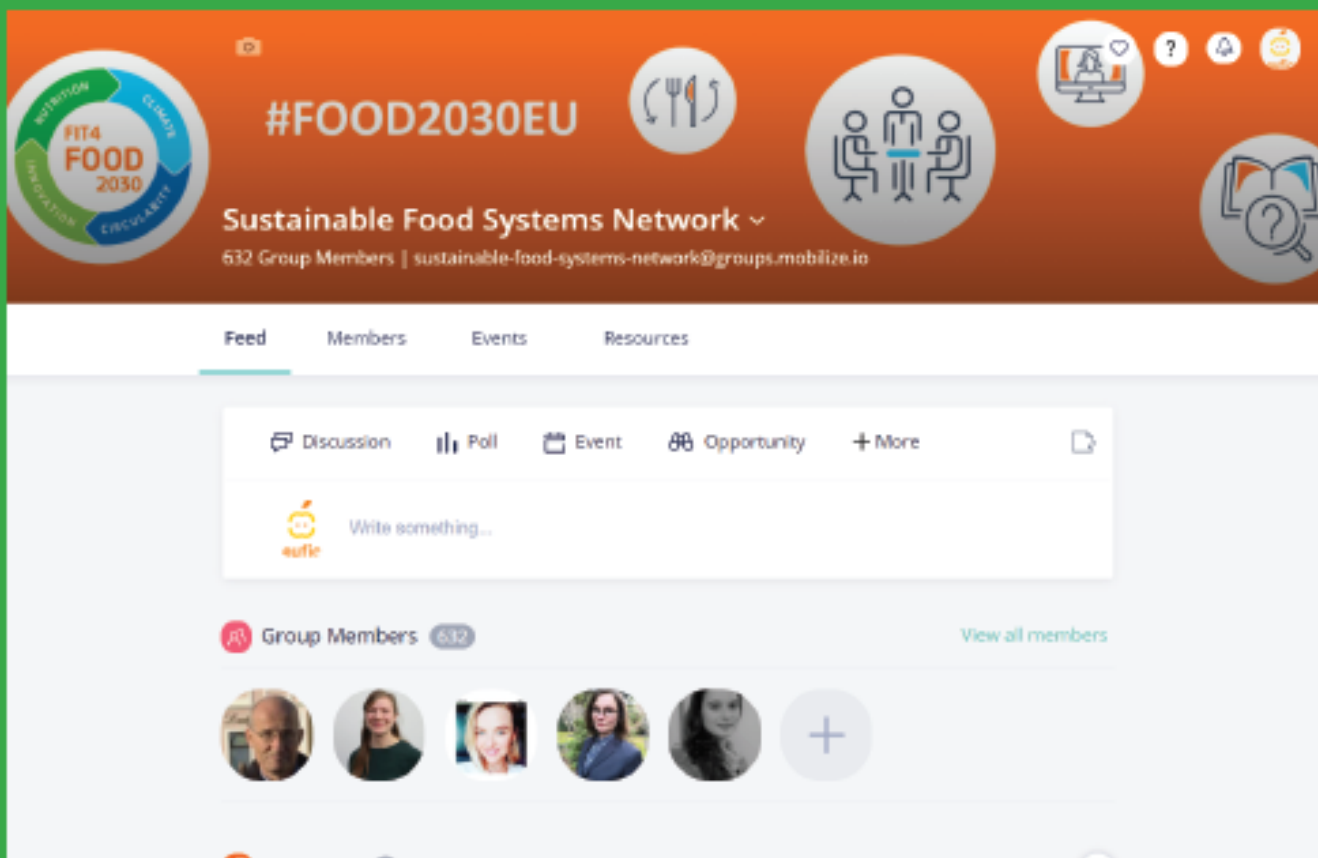 NUTRITION
CLIMATE
CIRCULARITY
INNOVATION
FIT4
FOOD
2030
#FOOD2030EU
?
?
Sustainable Food Systems Network
632 Group Members | sustainable-food-systems-network@groups.mobilize.io
Feed Members Events Resources
Discussion Poll Event Opportunity + More
eufic
Write something...
Group Members 632 View all members